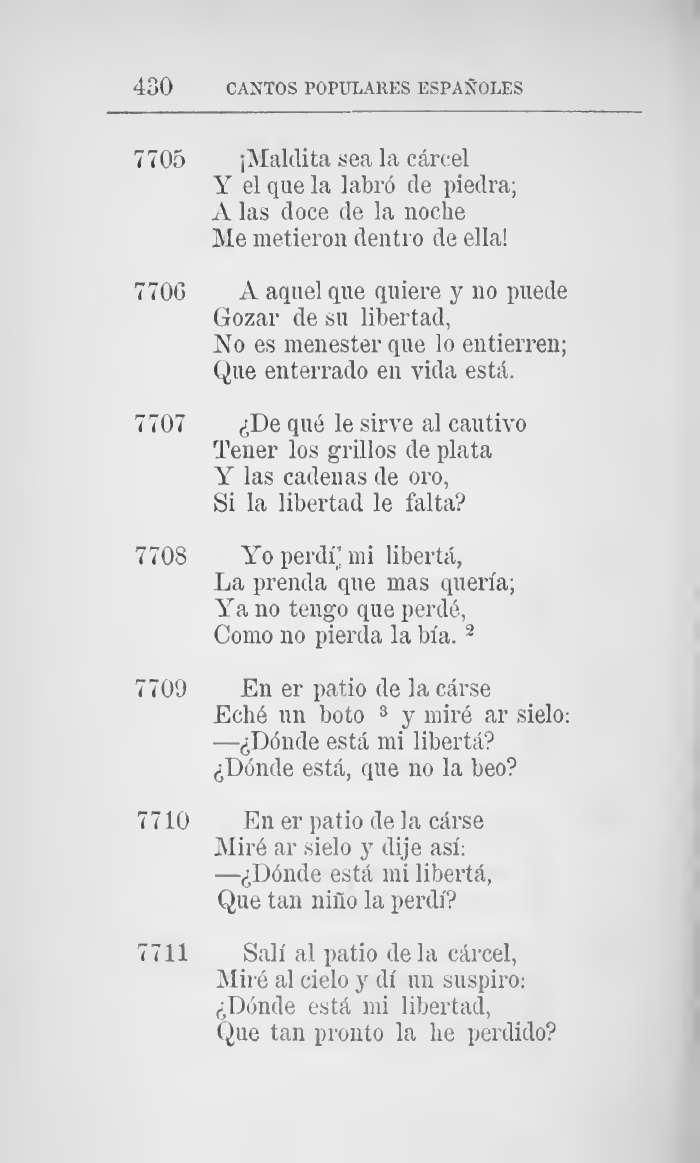 430 CANTOS POPULARES ESPAÑOLES
7705 ¡Maldita sea la cárcel
Y el que la labró de piedra;
A las doce de la noche
Me metieron dentro de ella!
7706 A aquel que quiere y no puede
Gozar de su libertad,
No es menester que lo entierren;
Que enterrado en vida está.
7707 ¿De qué le sirve al cautivo
Tener los grillos de plata
Y las cadenas de oro,
Si la libertad le falta?
7708 Yo perdí, mi libertá,
La prenda que mas quería;
Ya no tengo que perdé,
Como no pierda la bía. ²
7709 En er patio de la cárse
Eché un boto ³ y miré ar sielo:
—¿Dónde está mi libertá?
¿Dónde está, que no la beo?
7710 En er patio de la cárse
Miré ar sielo y dije así:
—¿Dónde está mi libertá,
Que tan niño la perdí?
7711 Salí al patio de la cárcel,
Miré al cielo y dí un suspiro:
¿Dónde está mi libertad,
Que tan pronto la he perdido?